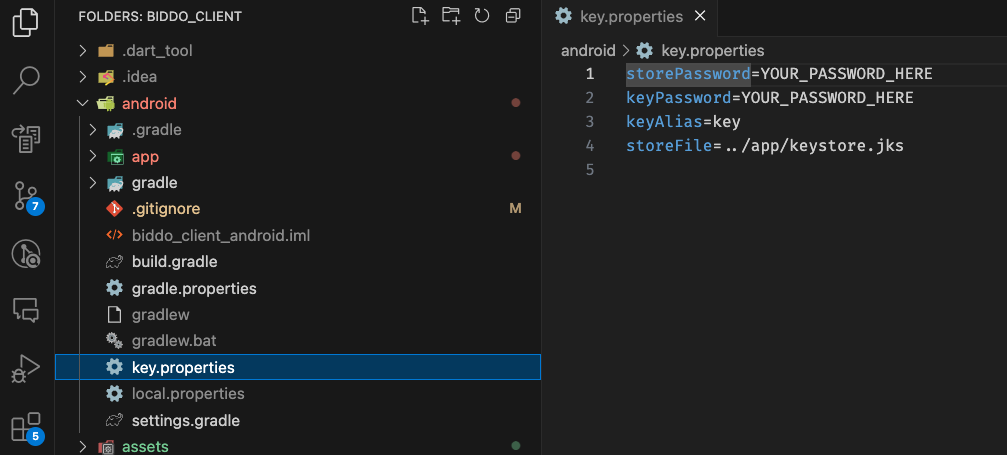 FOLDERS: BIDDO_CLIENT
.dart_tool
.idea
android
.gradle
app
gradle
.gitignore M
biddo_client_android.iml
build.gradle
gradle.properties
gradlew
gradlew.bat
key.properties
local.properties
settings.gradle
assets
7
5
key.properties
android > key.properties
1 storePassword=YOUR_PASSWORD_HERE
2 keyPassword=YOUR_PASSWORD_HERE
3 keyAlias=key
4 storeFile=../app/keystore.jks
5